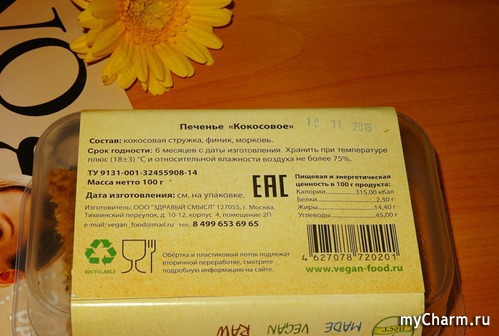 Печенье «Кокосовое»
11. 2016
Состав: кокосовая стружка, финик, морковь.
Срок годности: 6 месяцев с даты изготовления. Хранить при температуре
плюс (18±3) °С и относительной влажности воздуха не более 75%.
ТУ 9131-001-32455908-14
Масса нетто 100 г
Дата изготовления: см. на упаковке.
Изготовитель: ООО "ЗДРАВЫЙ СМЫСЛ" 127055, г. Москва,
Тихвинский переулок, д. 10-12, корпус 4, помещение 2П
e-mail: vegan_food@mail.ru тел. 8 499 653 69 65
EAC
Пищевая и энергетическая
ценность в 100 г продукта:
Калории 315,00 кКал
Белки 2,30 г
Жиры 14,40 г
Углеводы 45,00 г
RECYCLABLE
Обёртка и пластиковый лоток подлежат
вторичной переработке, смотрите
подробную информацию на сайте.
4 627078 720201
www.vegan-food.ru
RAW
VEGAN
MADE
myCharm.ru